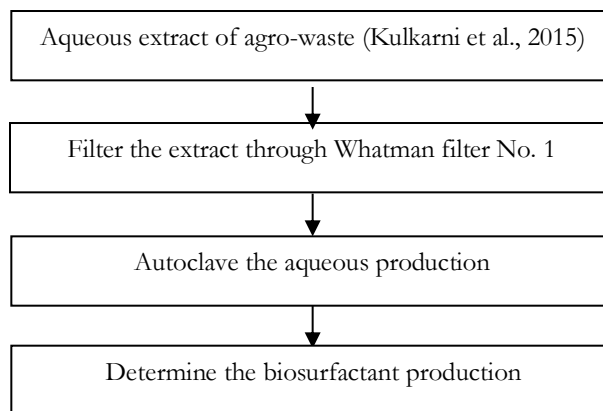 Aqueous extract of agro-waste (Kulkarni et al., 2015)
Filter the extract through Whatman filter No. 1
Autoclave the aqueous production
Determine the biosurfactant production